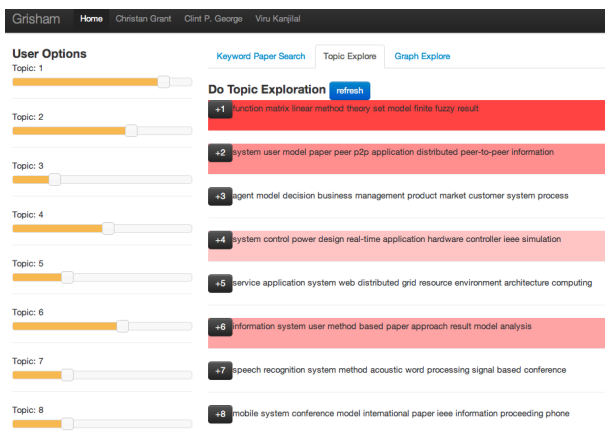 Grisham Home Christan Grant Clint P. George Viru Kanjilal
User Options
Topic: 1
Topic: 2
Topic: 3
Topic: 4
Topic: 5
Topic: 6
Topic: 7
Topic: 8
Keyword Paper Search Topic Explore Graph Explore
Do Topic Exploration refresh
+1 function matrix linear method theory set model finite fuzzy result
+2 system user model paper peer p2p application distributed peer-to-peer information
+3 agent model decision business management product market customer system process
+4 system control power design real-time application hardware controller ieee simulation
+5 service application system web distributed grid resource environment architecture computing
+6 information system user method based paper approach result model analysis
+7 speech recognition system method acoustic word processing signal based conference
+8 mobile system conference model international paper ieee information proceeding phone